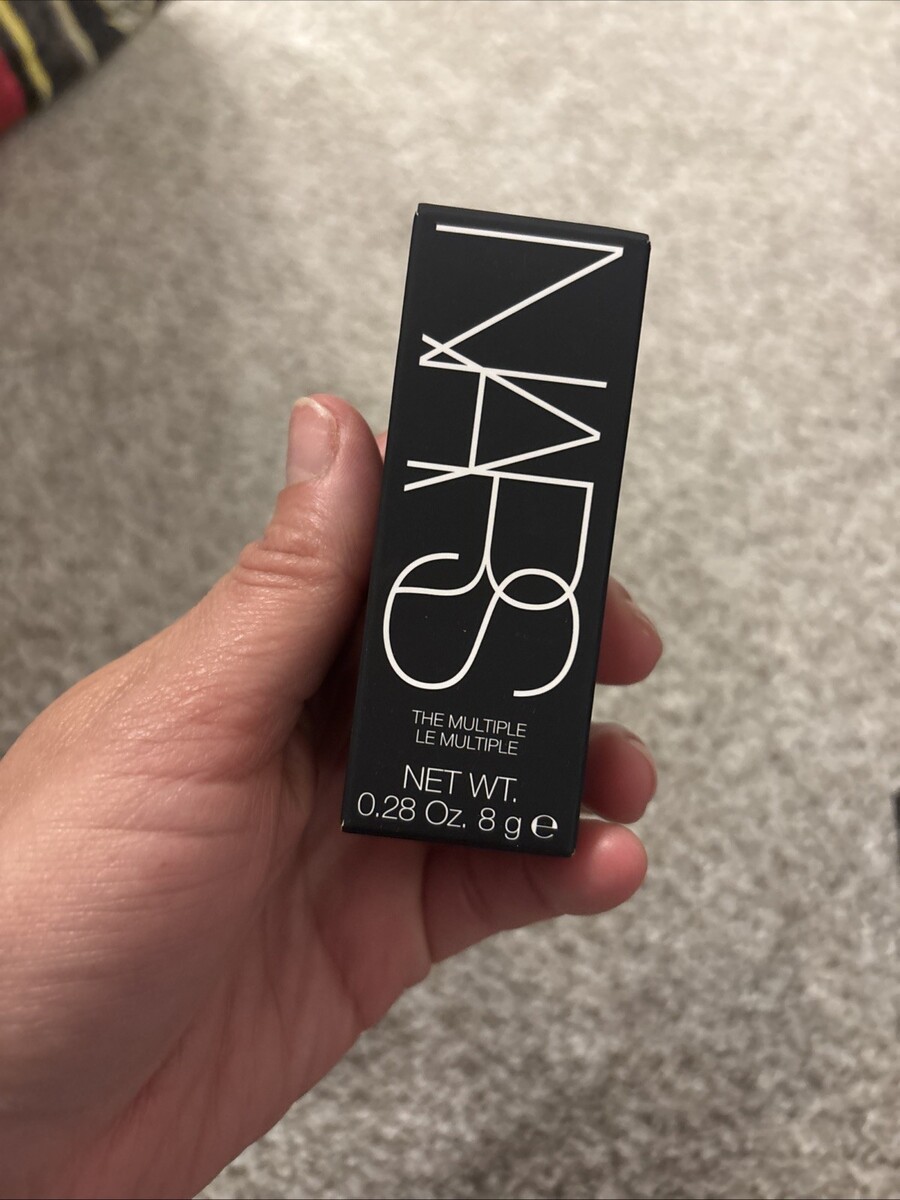 NARS
THE MULTIPLE
LE MULTIPLE
NET WT.
0.28 Oz. 8 g ℮